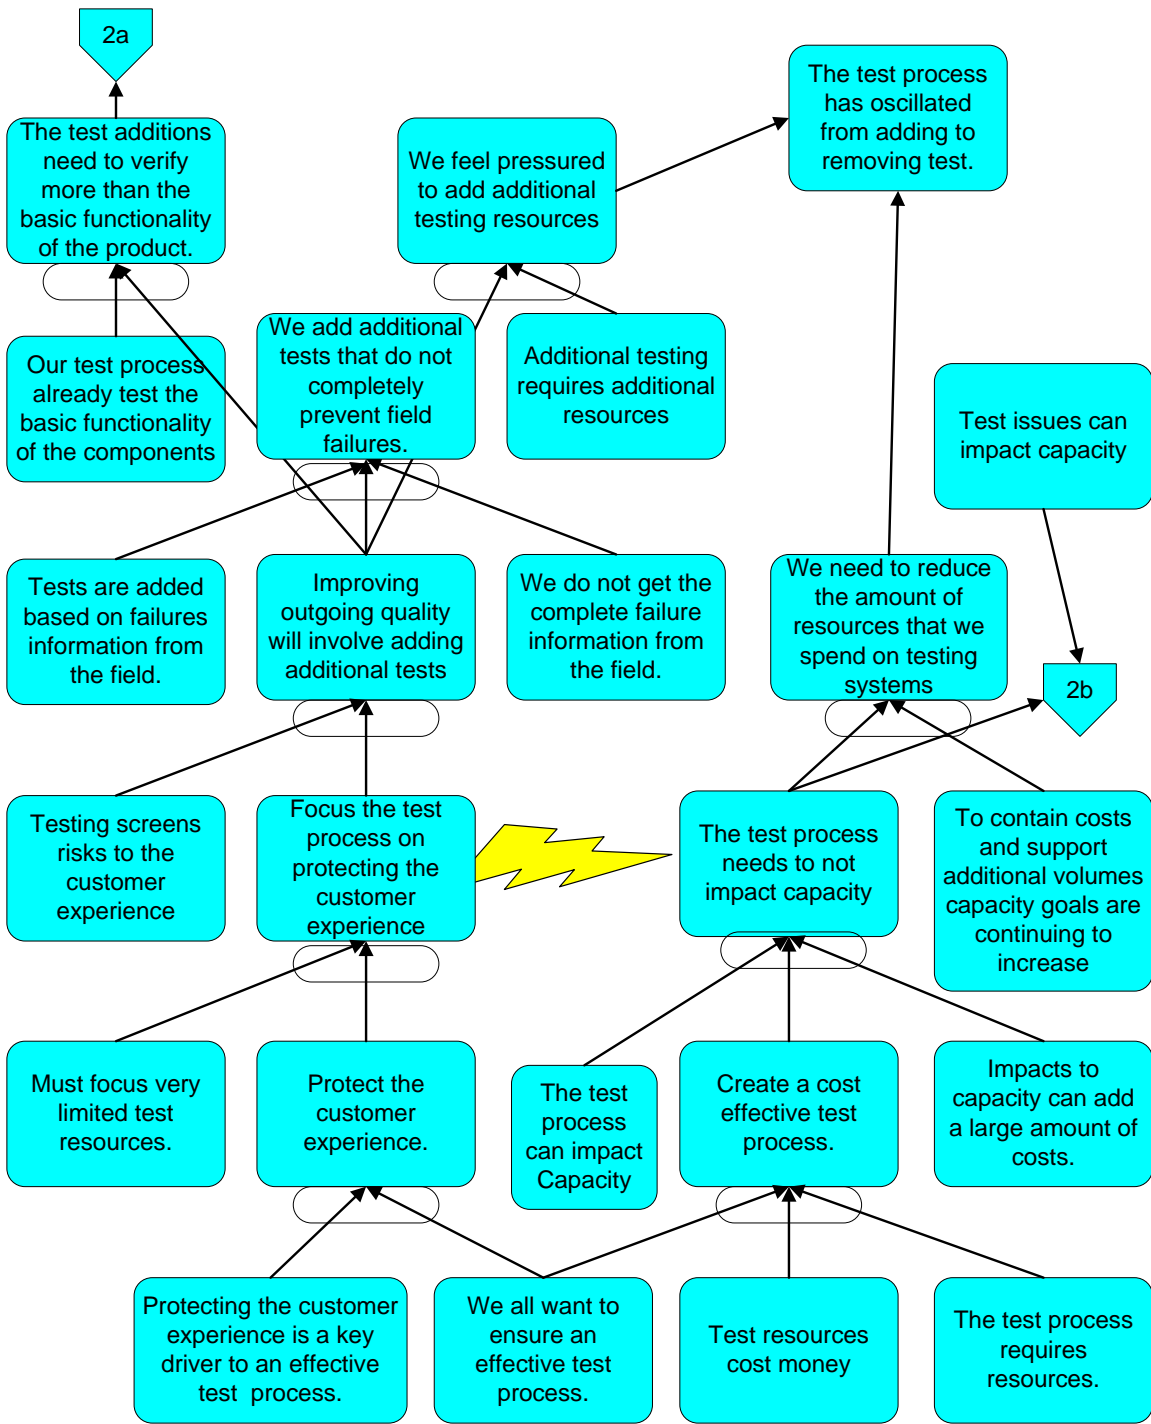 2a
The test process
has oscillated
from adding to
removing test.
The test additions
need to verify
more than the
basic functionality
of the product.
We feel pressured
to add additional
testing resources
We add additional
tests that do not
completely
prevent field
failures.
Additional testing
requires additional
resources
Our test process
already test the
basic functionality
of the components
Test issues can
impact capacity
Tests are added
based on failures
information from
the field.
Improving
outgoing quality
will involve adding
additional tests
We do not get the
complete failure
information from
the field.
We need to reduce
the amount of
resources that we
spend on testing
systems
2b
Testing screens
risks to the
customer
experience
Focus the test
process on
protecting the
customer
experience
The test process
needs to not
impact capacity
To contain costs
and support
additional volumes
capacity goals are
continuing to
increase
Must focus very
limited test
resources.
Protect the
customer
experience.
The test
process
can impact
Capacity
Create a cost
effective test
process.
Impacts to
capacity can add
a large amount of
costs.
Protecting the customer
experience is a key
driver to an effective
test process.
We all want to
ensure an
effective test
process.
Test resources
cost money
The test process
requires
resources.